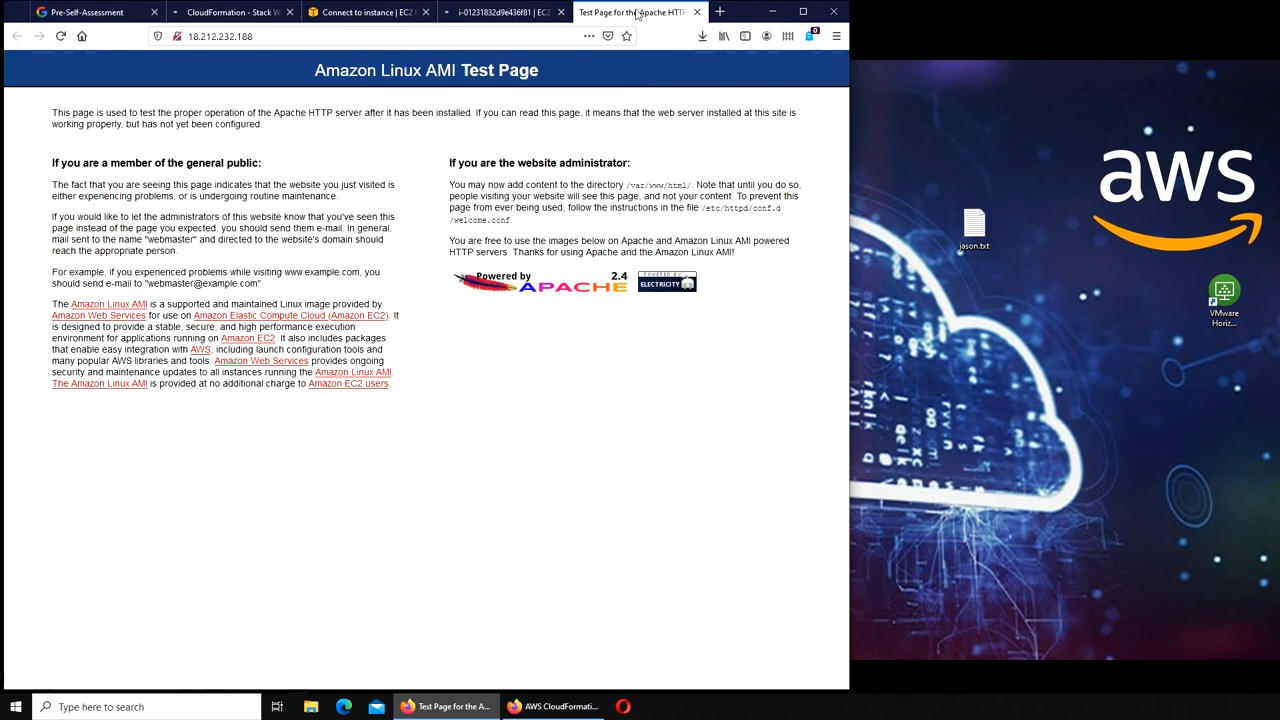 Pre-Self-Assessment
CloudFormation - Stack W
Connect to instance | EC2
i-01231832d9e436f81 | EC2
Test Page for the Apache HTTP
18.212.232.188
0
Amazon Linux AMI Test Page
This page is used to test the proper operation of the Apache HTTP server after it has been installed. If you can read this page, it means that the web server installed at this site is
working properly, but has not yet been configured.
If you are a member of the general public:
The fact that you are seeing this page indicates that the website you just visited is
either experiencing problems, or is undergoing routine maintenance.
If you would like to let the administrators of this website know that you've seen this
page instead of the page you expected, you should send them e-mail. In general,
mail sent to the name "webmaster" and directed to the website's domain should
reach the appropriate person.
For example, if you experienced problems while visiting www.example.com, you
should send e-mail to "webmaster@example.com".
The Amazon Linux AMI is a supported and maintained Linux image provided by
Amazon Web Services for use on Amazon Elastic Compute Cloud (Amazon EC2). It
is designed to provide a stable, secure, and high performance execution
environment for applications running on Amazon EC2. It also includes packages
that enable easy integration with AWS, including launch configuration tools and
many popular AWS libraries and tools. Amazon Web Services provides ongoing
security and maintenance updates to all instances running the Amazon Linux AMI.
The Amazon Linux AMI is provided at no additional charge to Amazon EC2 users.
If you are the website administrator:
You may now add content to the directory /var/www/html/. Note that until you do so,
people visiting your website will see this page, and not your content. To prevent this
page from ever being used, follow the instructions in the file /etc/httpd/conf.d
/welcome.conf.
You are free to use the images below on Apache and Amazon Linux AMI powered
HTTP servers. Thanks for using Apache and the Amazon Linux AMI!
Powered by 2.4
APACHE
POWERED BY
ELECTRICITY
aws
jason.txt
VMware
Horiz...
Type here to search
Test Page for the A...
AWS CloudFormati...